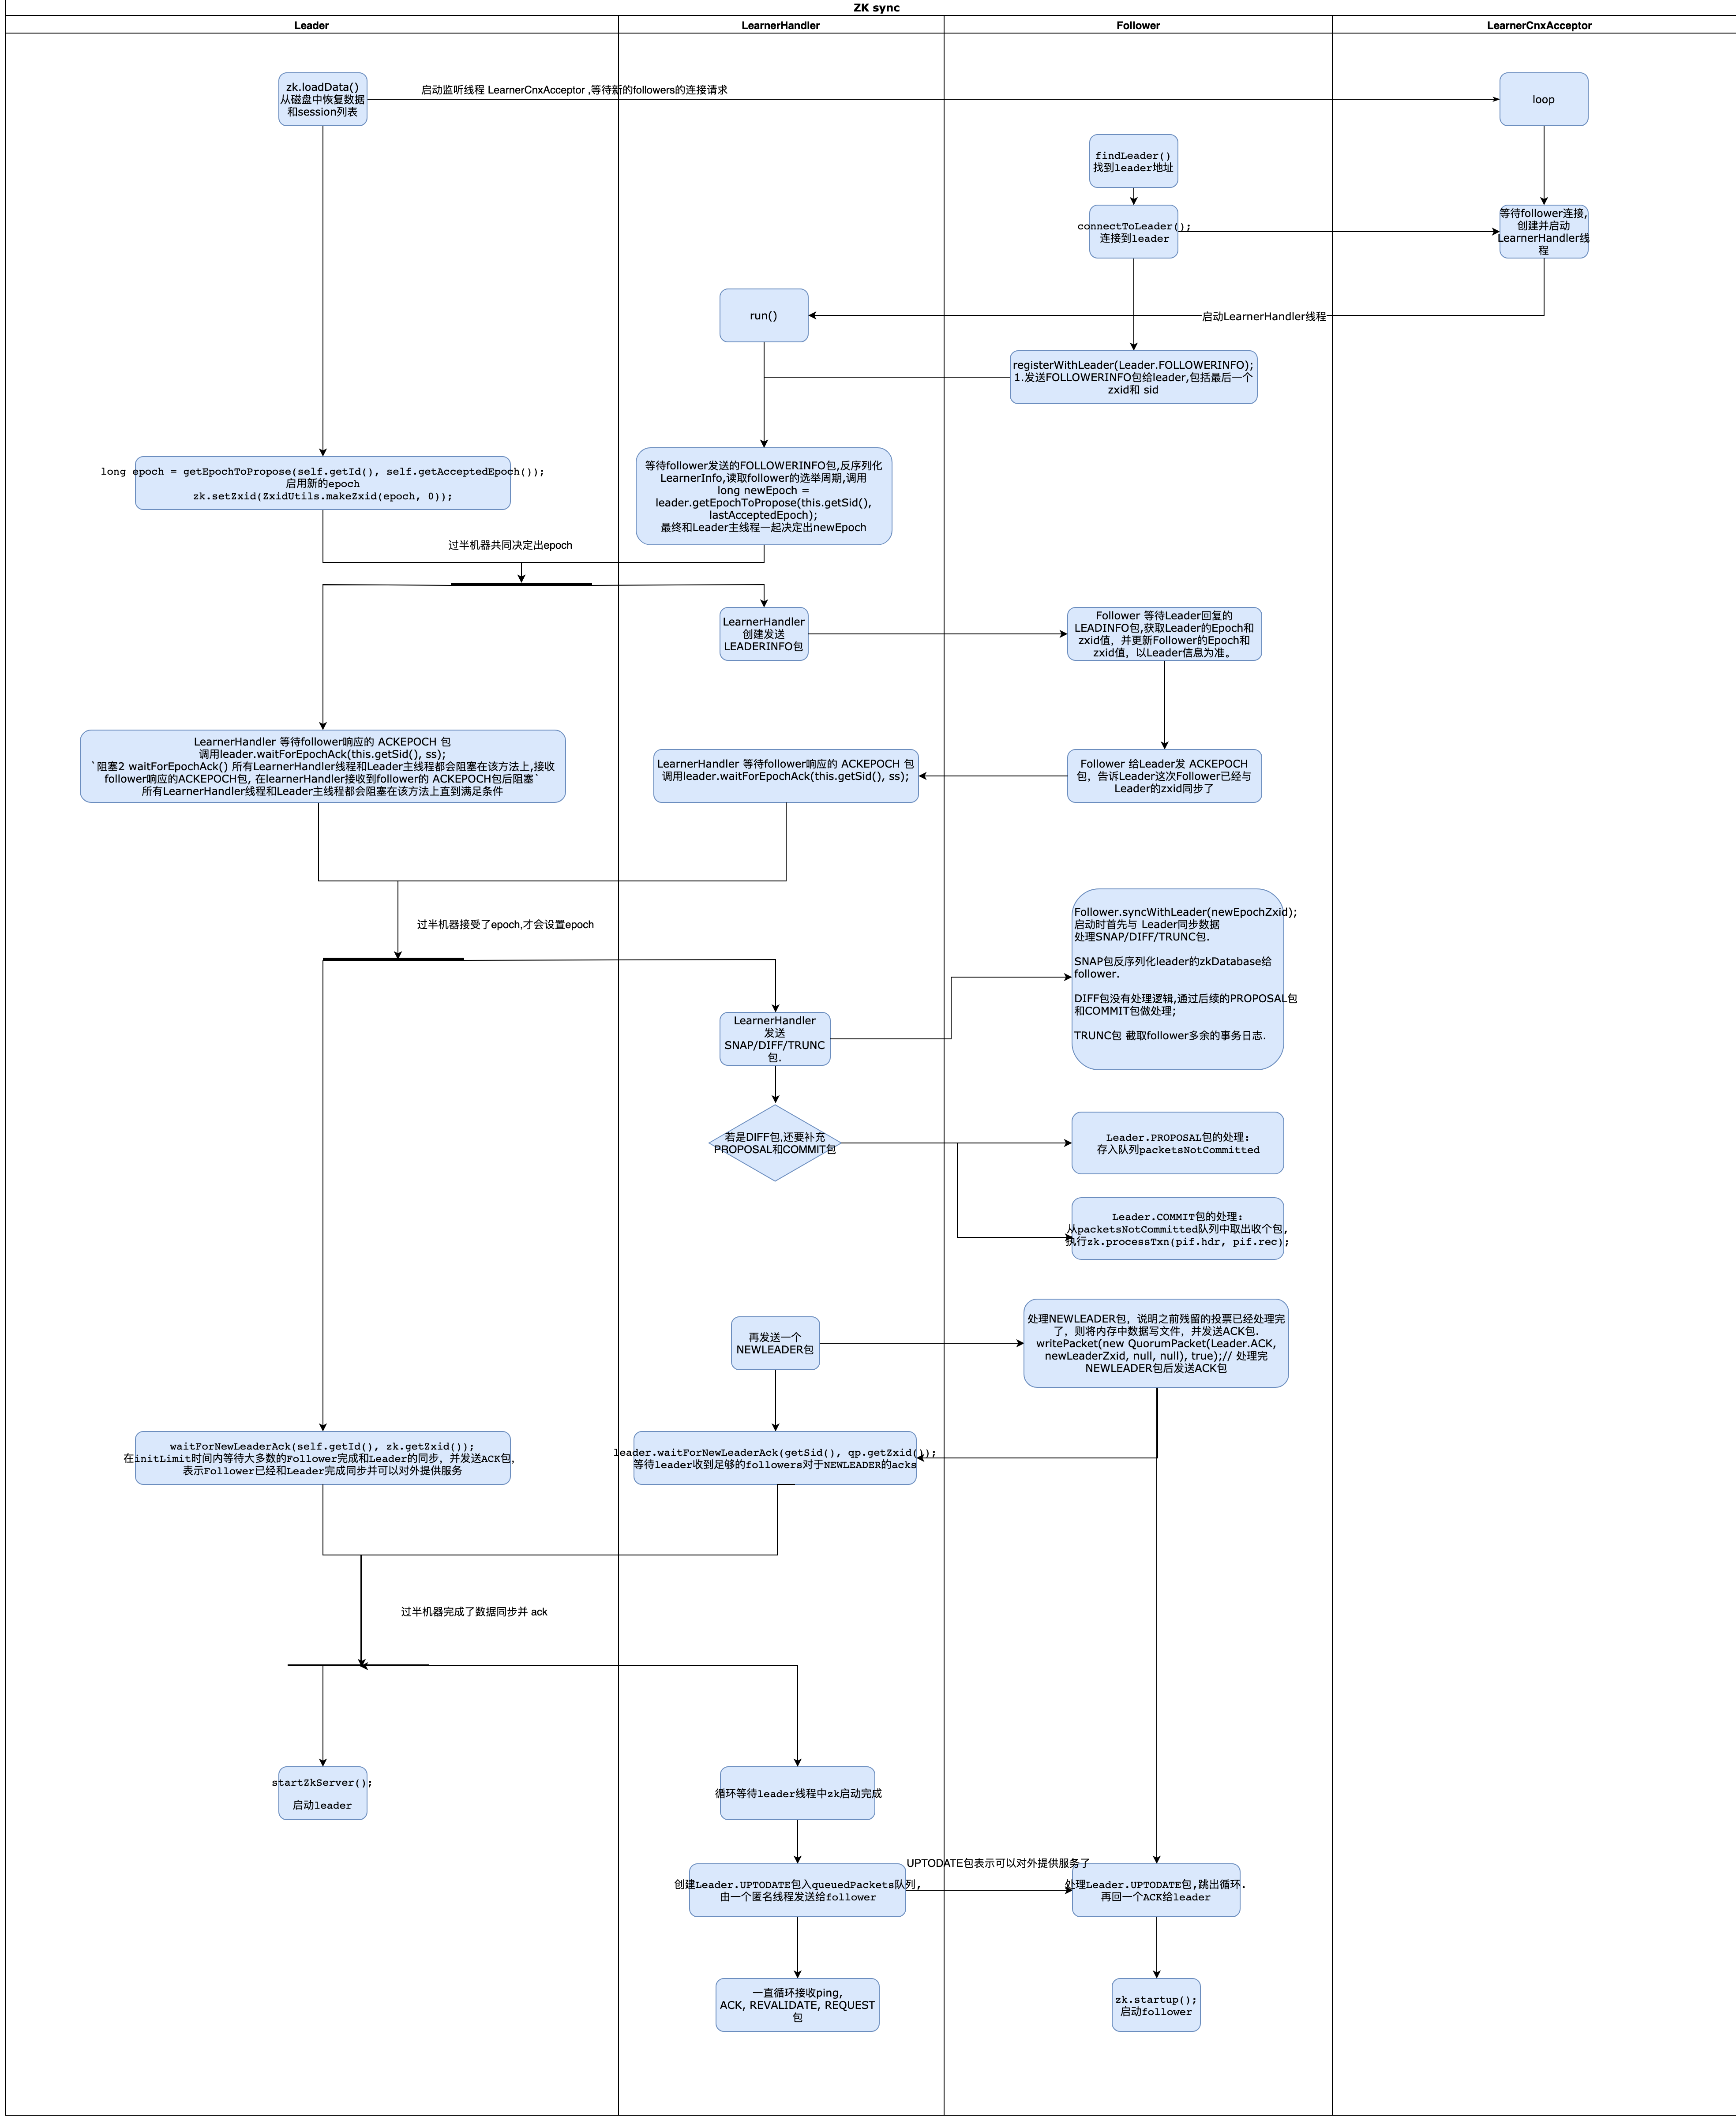 ZK sync
Leader
LearnerHandler
Follower
LearnerCnxAcceptor
zk.loadData()
从磁盘中恢复数据
和session列表
启动监听线程 LearnerCnxAcceptor ,等待新的followers的连接请求
loop
findLeader()
找到leader地址
connectToLeader();
连接到leader
等待follower连接,
创建并启动
LearnerHandler线
程
run()
启动LearnerHandler线程
registerWithLeader(Leader.FOLLOWERINFO);
1.发送FOLLOWERINFO包给leader,包括最后一个
zxid和 sid
long epoch = getEpochToPropose(self.getId(), self.getAcceptedEpoch());
启用新的epoch
zk.setZxid(ZxidUtils.makeZxid(epoch, 0));
等待follower发送的FOLLOWERINFO包,反序列化
LearnerInfo,读取follower的选举周期,调用
long newEpoch =
leader.getEpochToPropose(this.getSid(),
lastAcceptedEpoch);
最终和Leader主线程一起决定出newEpoch
过半机器共同决定出epoch
LearnerHandler
创建发送
LEADERINFO包
Follower 等待Leader回复的
LEADINFO包,获取Leader的Epoch和
zxid值，并更新Follower的Epoch和
zxid值，以Leader信息为准。
LearnerHandler 等待follower响应的 ACKEPOCH 包
调用leader.waitForEpochAck(this.getSid(), ss);
`阻塞2 waitForEpochAck() 所有LearnerHandler线程和Leader主线程都会阻塞在该方法上,接收
follower响应的ACKEPOCH包, 在learnerHandler接收到follower的 ACKEPOCH包后阻塞`
所有LearnerHandler线程和Leader主线程都会阻塞在该方法上直到满足条件
LearnerHandler 等待follower响应的 ACKEPOCH 包
调用leader.waitForEpochAck(this.getSid(), ss);
Follower 给Leader发 ACKEPOCH
包，告诉Leader这次Follower已经与
Leader的zxid同步了
过半机器接受了epoch,才会设置epoch
Follower.syncWithLeader(newEpochZxid);
启动时首先与 Leader同步数据
处理SNAP/DIFF/TRUNC包.
SNAP包反序列化leader的zkDatabase给
follower.
DIFF包没有处理逻辑,通过后续的PROPOSAL包
和COMMIT包做处理;
TRUNC包 截取follower多余的事务日志.
LearnerHandler
发送
SNAP/DIFF/TRUNC
包.
若是DIFF包,还要补充
PROPOSAL和COMMIT包
Leader.PROPOSAL包的处理:
存入队列packetsNotCommitted
Leader.COMMIT包的处理:
从packetsNotCommitted队列中取出收个包,
执行zk.processTxn(pif.hdr, pif.rec);
再发送一个
NEWLEADER包
处理NEWLEADER包，说明之前残留的投票已经处理完
了，则将内存中数据写文件，并发送ACK包.
writePacket(new QuorumPacket(Leader.ACK,
newLeaderZxid, null, null), true);// 处理完
NEWLEADER包后发送ACK包
waitForNewLeaderAck(self.getId(), zk.getZxid());
在initLimit时间内等待大多数的Follower完成和Leader的同步，并发送ACK包,
表示Follower已经和Leader完成同步并可以对外提供服务
leader.waitForNewLeaderAck(getSid(), qp.getZxid());
等待leader收到足够的followers对于NEWLEADER的acks
过半机器完成了数据同步并 ack
startZkServer();
启动leader
循环等待leader线程中zk启动完成
UPTODATE包表示可以对外提供服务了
创建Leader.UPTODATE包入queuedPackets队列,
由一个匿名线程发送给follower
处理Leader.UPTODATE包,跳出循环.
再回一个ACK给leader
一直循环接收ping,
ACK, REVALIDATE, REQUEST
包
zk.startup();
启动follower